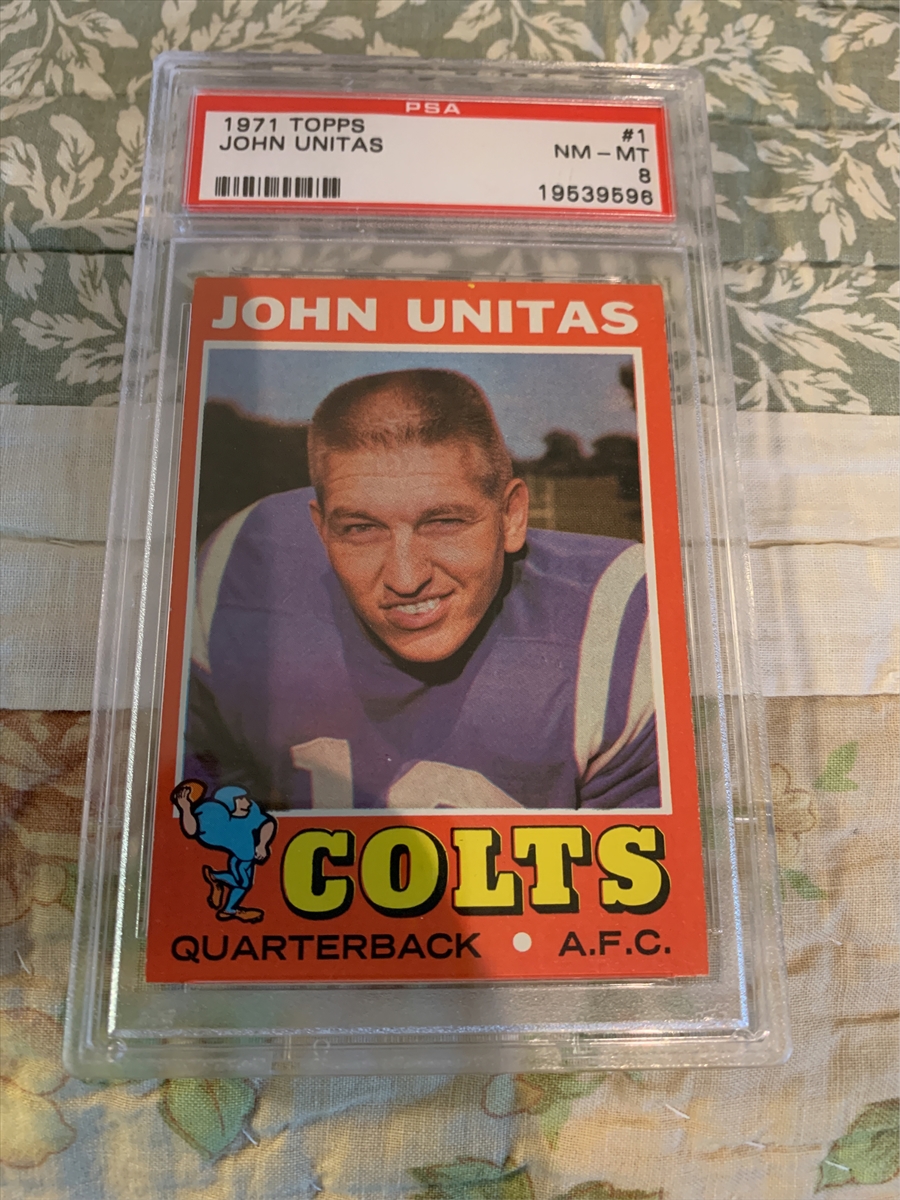 PSA
1971 TOPPS #1
JOHN UNITAS NM - MT
8
19539596
JOHN UNITAS
COLTS
QUARTERBACK • A.F.C.